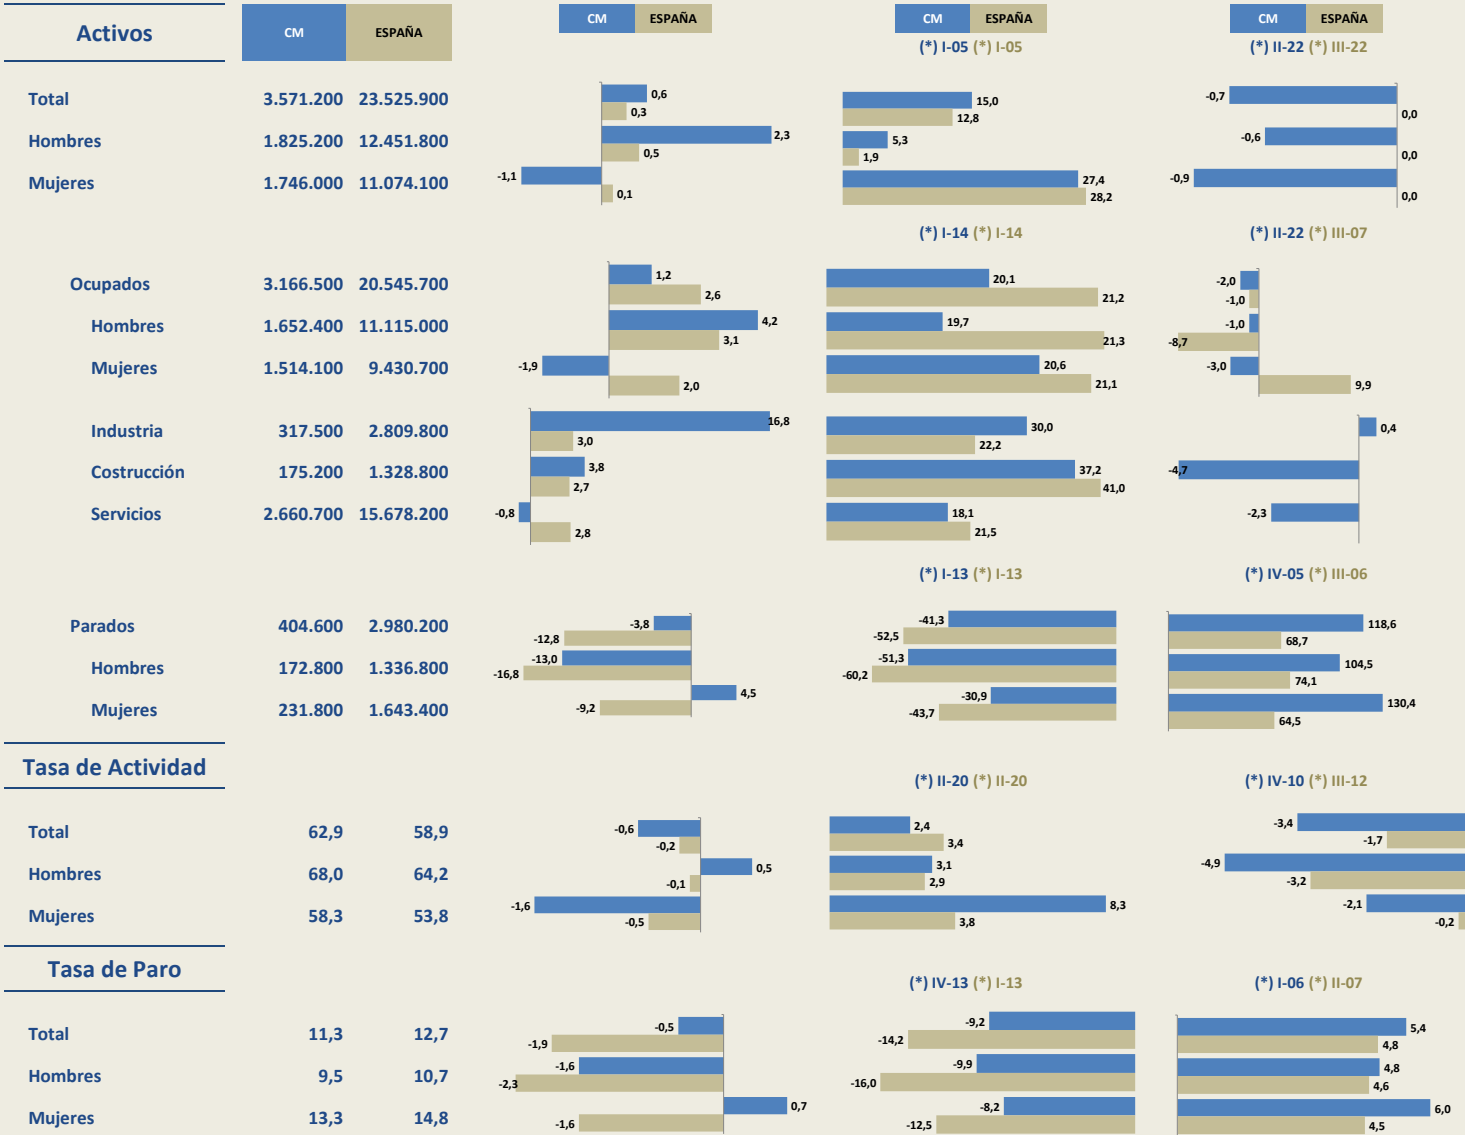 Activos CM ESPAÑA CM ESPAÑA CM ESPAÑA CM ESPAÑA
(*) I-05 (*) I-05 (*) II-22 (*) III-22
Total 3.571.200 23.525.900 0,6 0,3 15,0 12,8 -0,7 0,0
Hombres 1.825.200 12.451.800 2,3 0,5 5,3 1,9 -0,6 0,0
Mujeres 1.746.000 11.074.100 -1,1 0,1 27,4 28,2 -0,9 0,0
(*) I-14 (*) I-14 (*) II-22 (*) III-07
Ocupados 3.166.500 20.545.700 1,2 2,6 20,1 21,2 -2,0 -1,0
Hombres 1.652.400 11.115.000 4,2 3,1 19,7 21,3 -1,0 -8,7
Mujeres 1.514.100 9.430.700 -1,9 2,0 20,6 21,1 -3,0 9,9
Industria 317.500 2.809.800 16,8 3,0 30,0 22,2 0,4
Costrucción 175.200 1.328.800 3,8 2,7 37,2 41,0 -4,7
Servicios 2.660.700 15.678.200 -0,8 2,8 18,1 21,5 -2,3
(*) I-13 (*) I-13 (*) IV-05 (*) III-06
Parados 404.600 2.980.200 -3,8 -12,8 -41,3 -52,5 118,6 68,7
Hombres 172.800 1.336.800 -13,0 -16,8 -51,3 -60,2 104,5 74,1
Mujeres 231.800 1.643.400 4,5 -9,2 -30,9 -43,7 130,4 64,5
Tasa de Actividad
(*) II-20 (*) II-20 (*) IV-10 (*) III-12
Total 62,9 58,9 -0,6 -0,2 2,4 3,4 -3,4 -1,7
Hombres 68,0 64,2 0,5 -0,1 3,1 2,9 -4,9 -3,2
Mujeres 58,3 53,8 -1,6 -0,5 8,3 3,8 -2,1 -0,2
Tasa de Paro
(*) IV-13 (*) I-13 (*) I-06 (*) II-07
Total 11,3 12,7 -0,5 -1,9 -9,2 -14,2 5,4 4,8
Hombres 9,5 10,7 -1,6 -2,3 -9,9 -16,0 4,8 4,6
Mujeres 13,3 14,8 0,7 -1,6 -8,2 -12,5 6,0 4,5